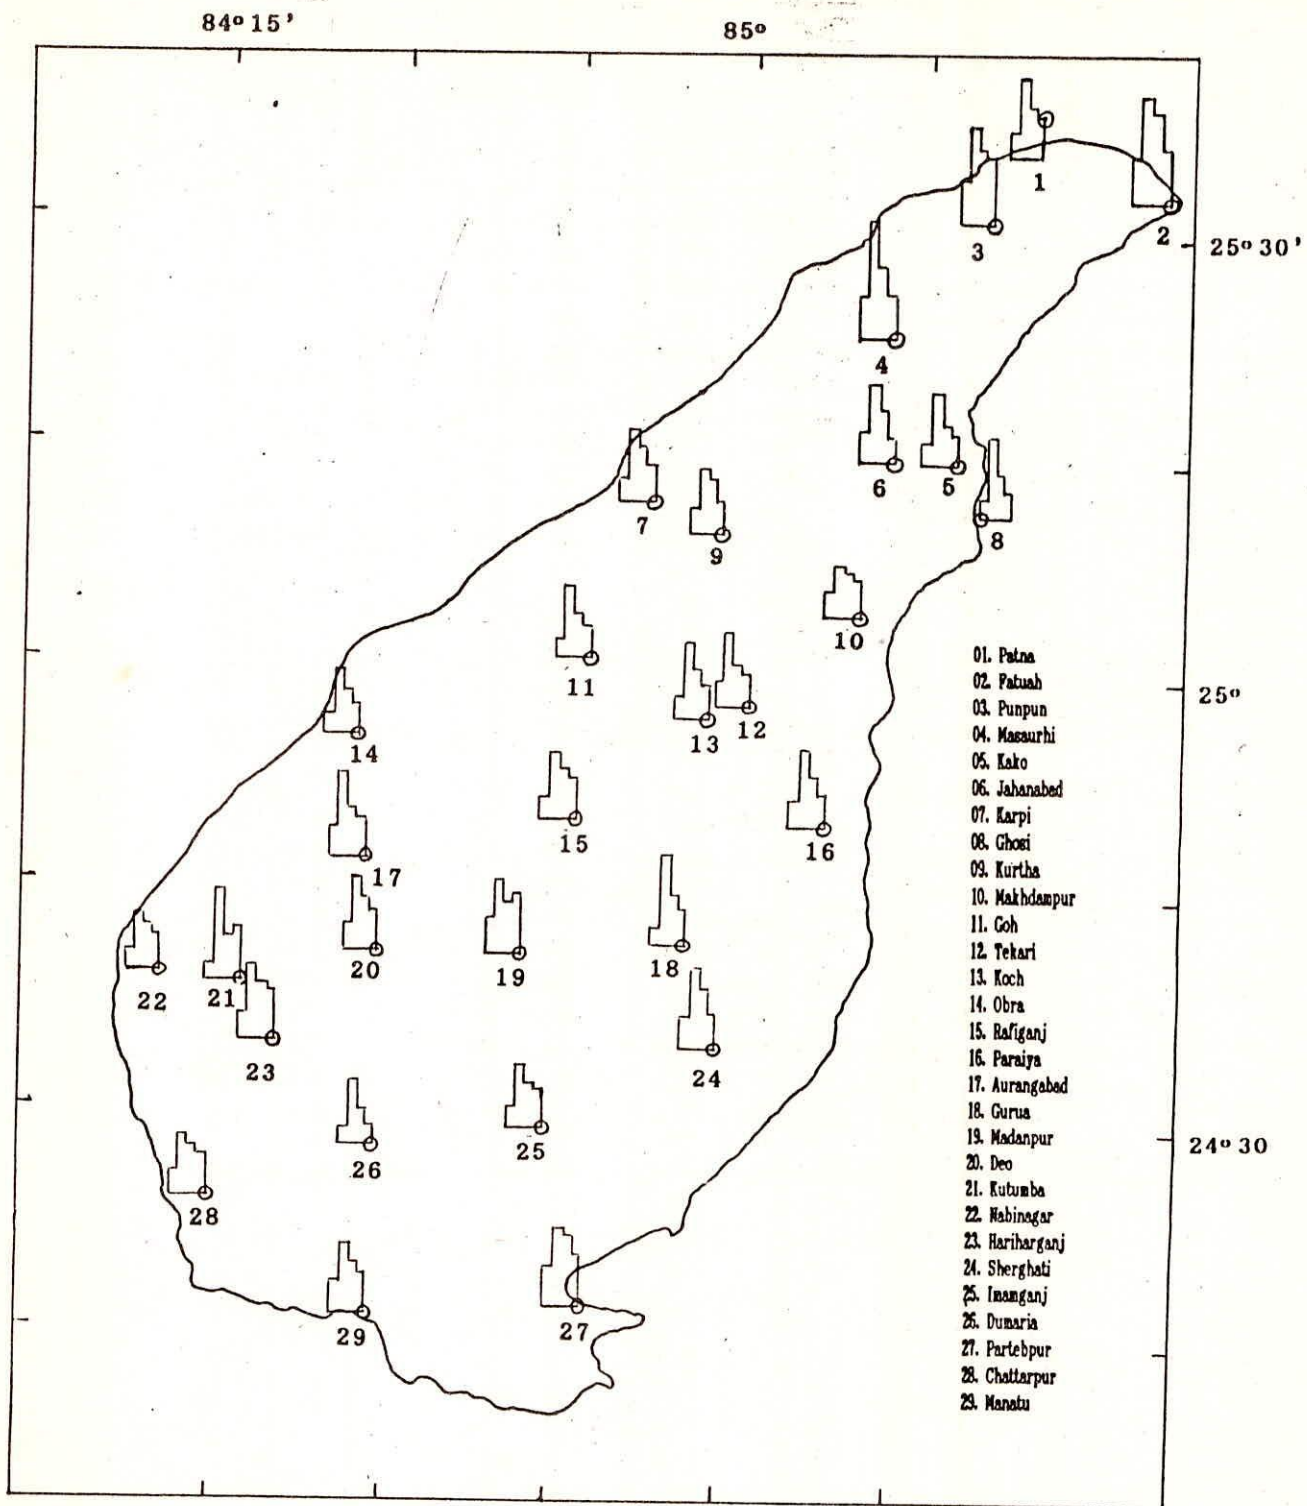 84° 15'
85°
1
2
3
25° 30'
4
6
5
7
9
8
10
11
12
13
14
15
16
17
20
19
18
22
21
23
24
25
26
28
29
27
25°
24° 30
01. Patna
02. Fatuah
03. Punpun
04. Masaurhi
05. Kako
06. Jahanabad
07. Karpi
08. Ghosi
09. Kurtha
10. Makhdampur
11. Goh
12. Tekari
13. Koch
14. Obra
15. Rafiganj
16. Paraiya
17. Aurangabad
18. Gurua
19. Madanpur
20. Deo
21. Kutumba
22. Nabinagar
23. Hariharganj
24. Sherghati
25. Imamganj
26. Dumaria
27. Partebpur
28. Chattarpur
29. Manatu